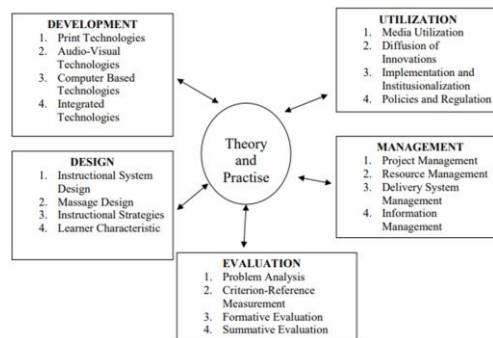 DEVELOPMENT
1. Print Technologies
2. Audio-Visual
Technologies
3. Computer Based
Technologies
4. Integrated
Technologies
UTILIZATION
1. Media Utilization
2. Diffusion of
Innovations
3. Implementation and
Institusionalization
4. Policies and Regulation
Theory
and
Practise
DESIGN
1. Instructional System
Design
2. Massage Design
3. Instructional Strategies
4. Learner Characteristic
MANAGEMENT
1. Project Management
2. Resource Management
3. Delivery System
Management
4. Information
Management
EVALUATION
1. Problem Analysis
2. Criterion-Reference
Measurement
3. Formative Evaluation
4. Summative Evaluation